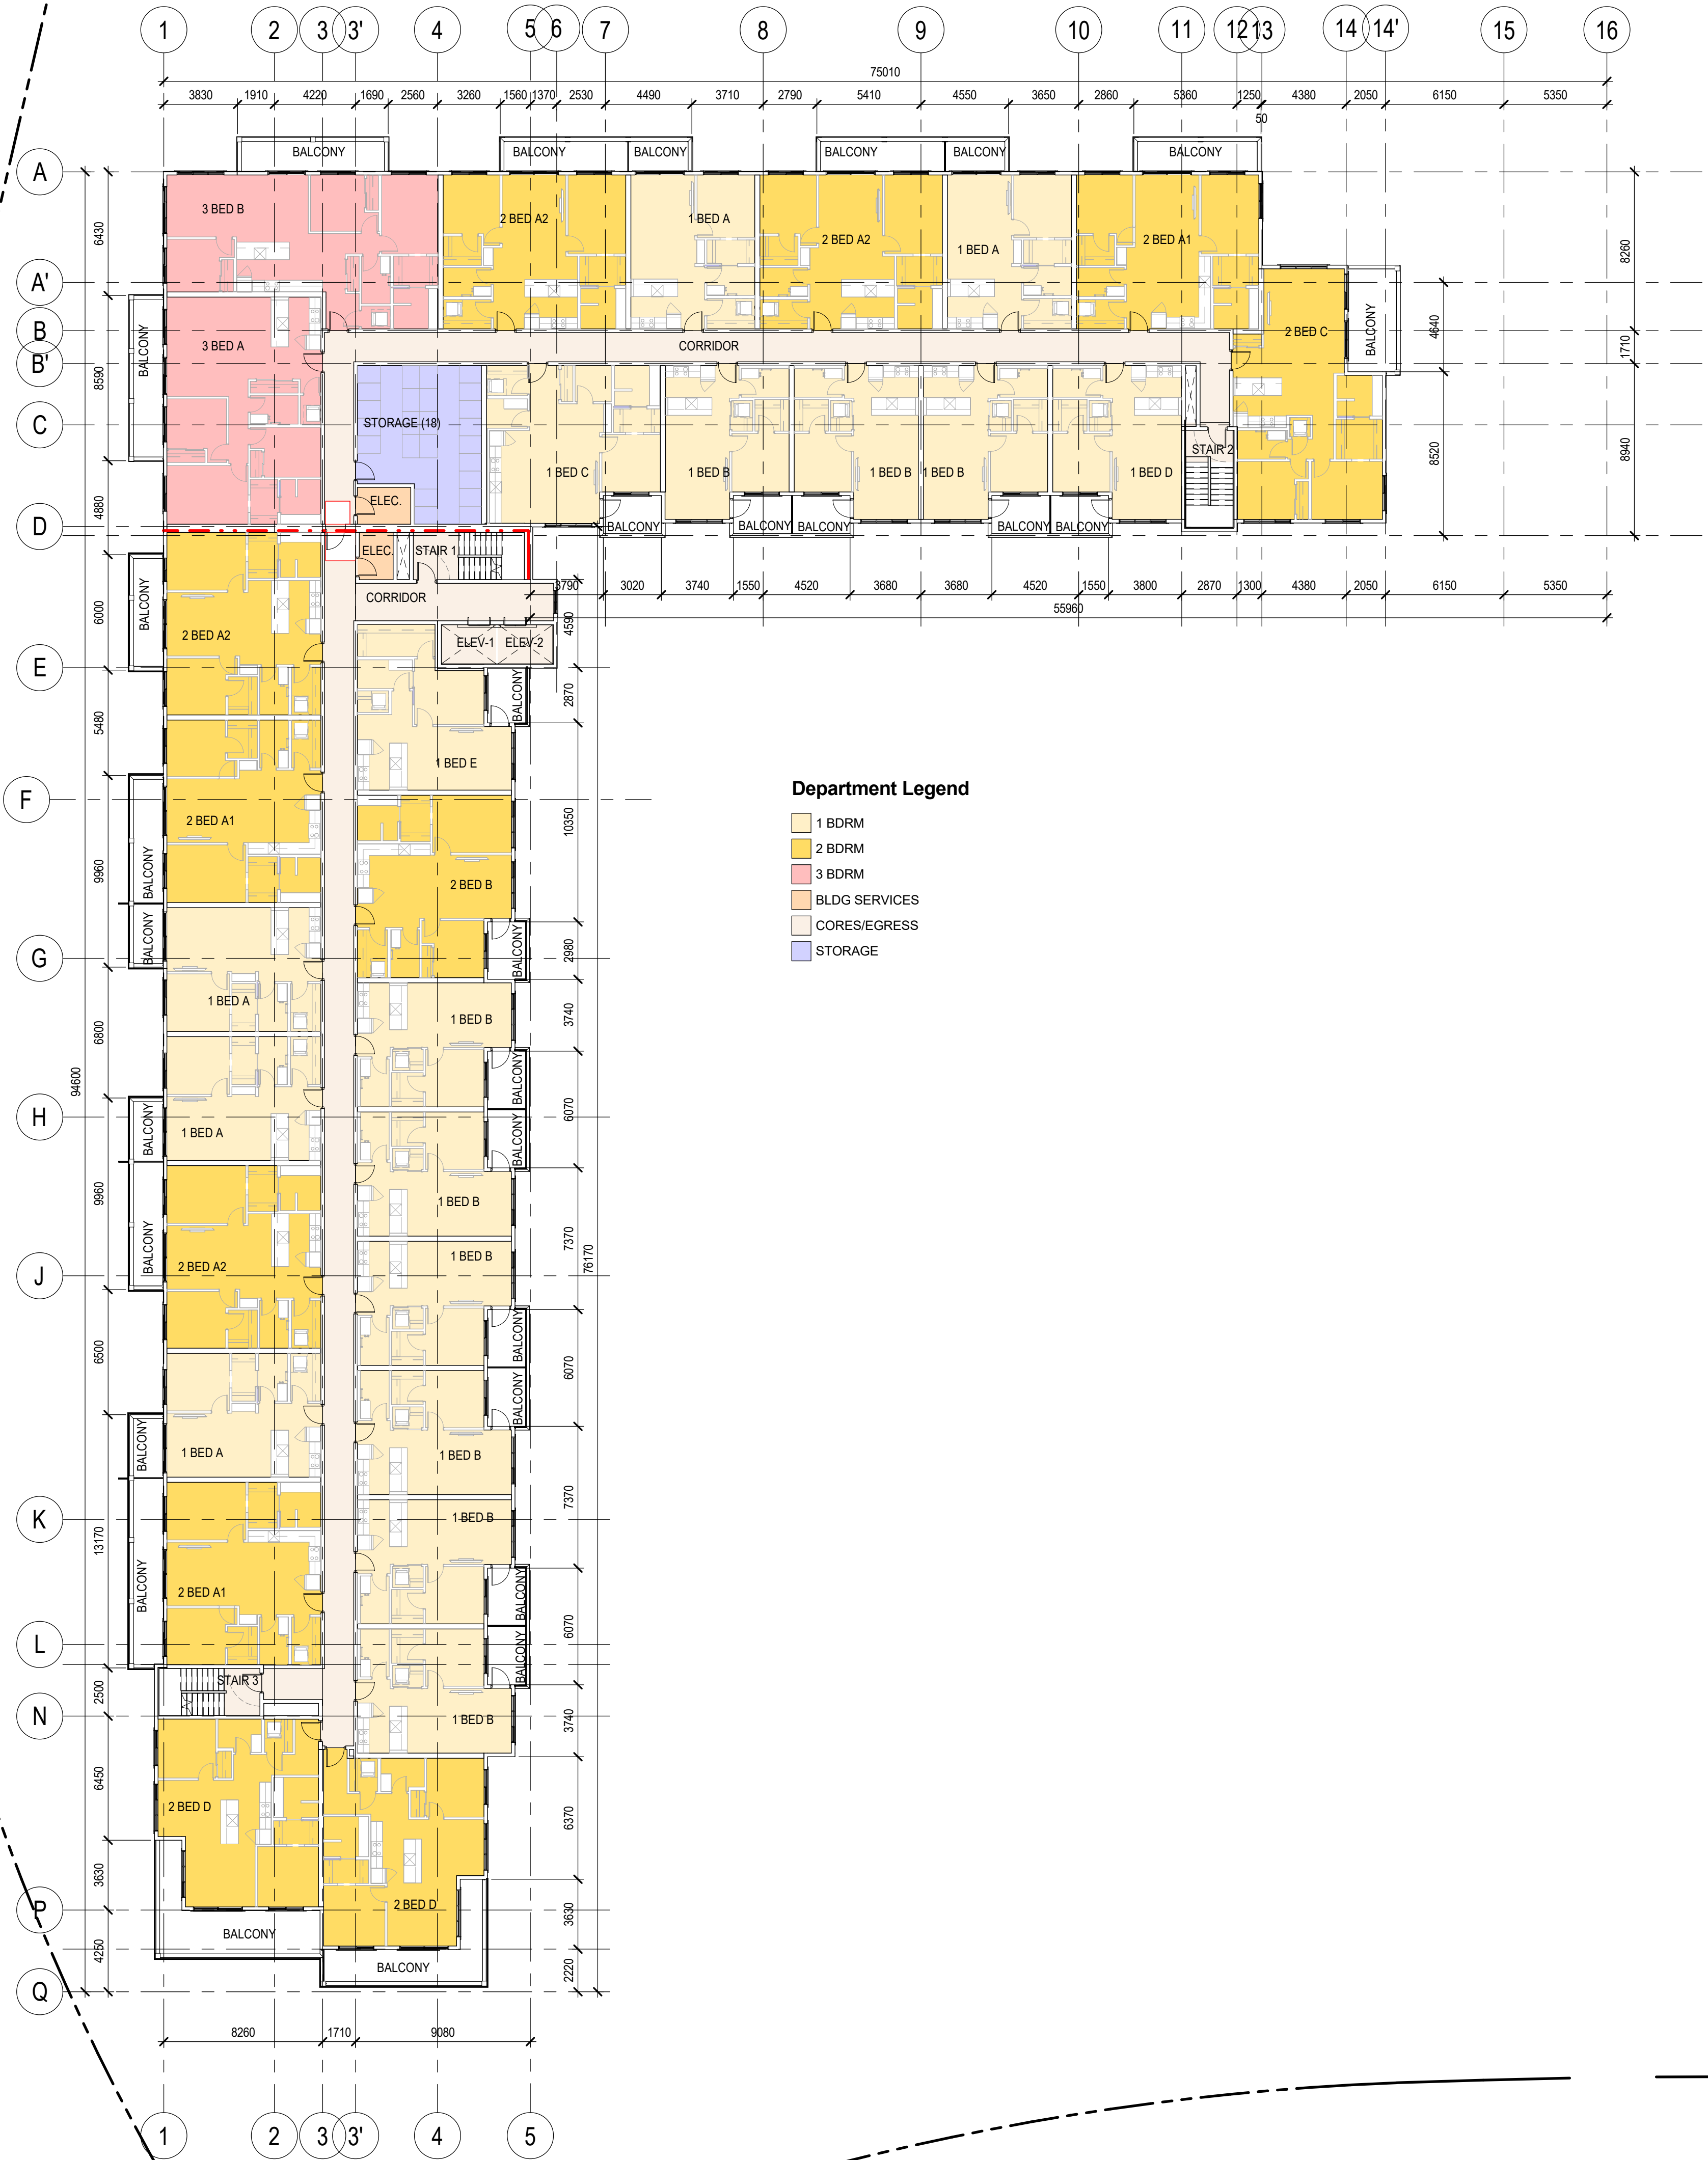 1 2 3 3' 4 5 6 7 8 9 10 11 12 13 14 14' 15 16
75010
3830 1910 4220 1690 2560 3260 1560 1370 2530 4490 3710 2790 5410 4550 3650 2860 5360 1250 4380 2050 6150 5350
50
BALCONY BALCONY BALCONY BALCONY BALCONY BALCONY
A
3 BED B 2 BED A2 1 BED A 2 BED A2 1 BED A 2 BED A1
6430
8260
A'
B
BALCONY
3 BED A
CORRIDOR
2 BED C
BALCONY
4640
1710
B'
8590
C
STORAGE (18)
STAIR 2
8520
8940
1 BED C 1 BED B 1 BED B 1 BED B 1 BED D
4880
ELEC.
D
BALCONY BALCONY BALCONY BALCONY BALCONY
ELEC.
STAIR 1
BALCONY
6000
CORRIDOR
3790 3020 3740 1550 4520 3680 3680 4520 1550 3800 2870 1300 4380 2050 6150 5350
55960
4590
2 BED A2
ELEV-1 ELEV-2
E
BALCONY
2870
5480
1 BED E
Department Legend
1 BDRM
2 BDRM
3 BDRM
BLDG SERVICES
CORES/EGRESS
STORAGE
F
2 BED A1
10350
BALCONY
9960
2 BED B
BALCONY
BALCONY
G
2980
1 BED A
1 BED B
3740
6800
94600
BALCONY
H
BALCONY
BALCONY
6070
1 BED A
9960
1 BED B
BALCONY
1 BED B
7370
76170
2 BED A2
J
BALCONY
6500
6070
BALCONY
BALCONY
1 BED A
1 BED B
K
1 BED B
7370
13170
BALCONY
2 BED A1
BALCONY
L
6070
BALCONY
STAIR 3
2500
N
1 BED B
3740
6450
2 BED D
6370
3630
2 BED D
3630
P
BALCONY
4250
BALCONY
2220
Q
8260 1710 9080
1 2 3 3' 4 5